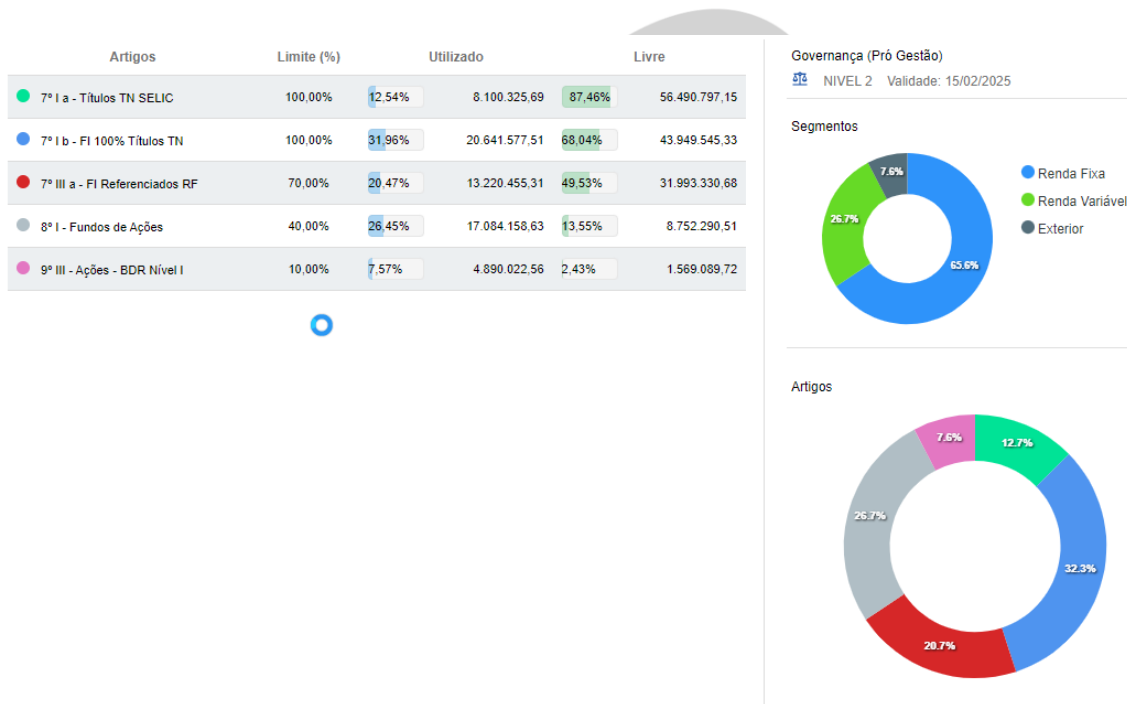 Artigos Limite (%) Utilizado Livre
7º I a - Títulos TN SELIC 100,00% 12,54% 8.100.325,69 87,46% 56.490.797,15
7º I b - FI 100% Títulos TN 100,00% 31,96% 20.641.577,51 68,04% 43.949.545,33
7º III a - FI Referenciados RF 70,00% 20,47% 13.220.455,31 49,53% 31.993.330,68
8º I - Fundos de Ações 40,00% 26,45% 17.084.158,63 13,55% 8.752.290,51
9º III - Ações - BDR Nível I 10,00% 7,57% 4.890.022,56 2,43% 1.569.089,72
Governança (Pró Gestão)
NIVEL 2 Validade: 15/02/2025
Segmentos
7.6%
26.7%
65.6%
Renda Fixa
Renda Variável
Exterior
Artigos
7.6%
12.7%
26.7%
32.3%
20.7%